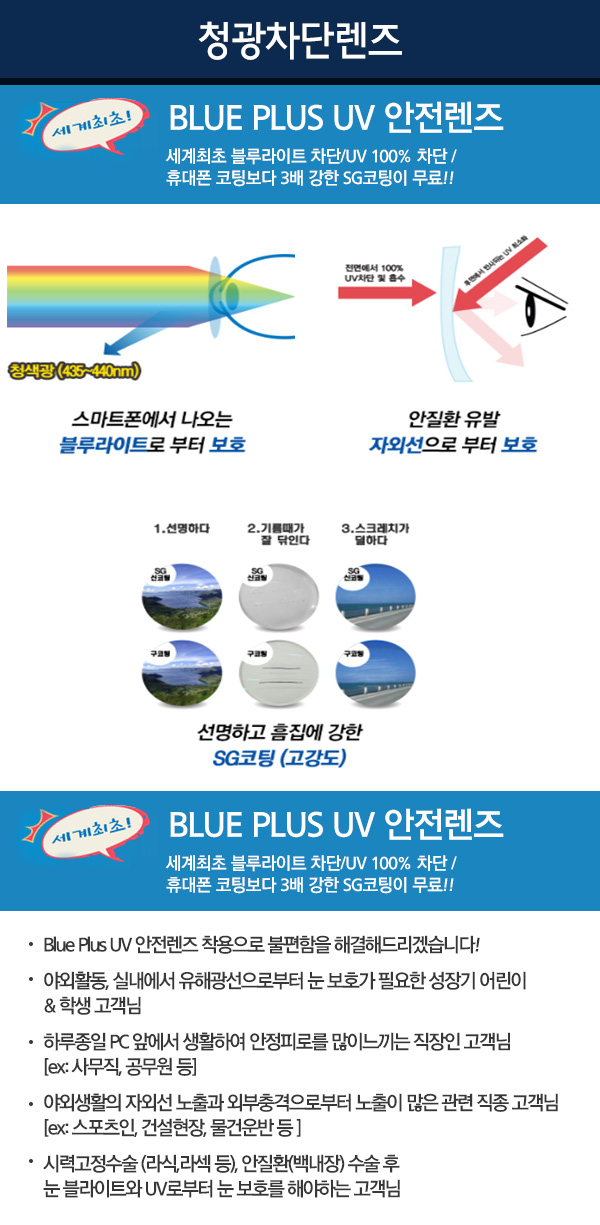 청광차단렌즈
세계최초!
BLUE PLUS UV 안전렌즈
세계최초 블루라이트 차단/UV 100% 차단 /
휴대폰 코팅보다 3배 강한 SG코팅이 무료!!
청색광 (435~440nm)
스마트폰에서 나오는
블루라이트로 부터 보호
전면에서 100%
UV차단 및 흡수
후면에서 반사되는 UV 최소화
안질환 유발
자외선으로 부터 보호
1.선명하다
2.기름때가
잘 닦인다
3.스크레치가
덜하다
SG
신코팅
SG
신코팅
SG
신코팅
구코팅
구코팅
구코팅
선명하고 흠집에 강한
SG코팅 (고강도)
세계최초!
BLUE PLUS UV 안전렌즈
세계최초 블루라이트 차단/UV 100% 차단 /
휴대폰 코팅보다 3배 강한 SG코팅이 무료!!
• Blue Plus UV 안전렌즈 착용으로 불편함을 해결해드리겠습니다!
• 야외활동, 실내에서 유해광선으로부터 눈 보호가 필요한 성장기 어린이
& 학생 고객님
• 하루종일 PC 앞에서 생활하여 안정피로를 많이느끼는 직장인 고객님
[ex: 사무직, 공무원 등]
• 야외생활의 자외선 노출과 외부충격으로부터 노출이 많은 관련 직종 고객님
[ex: 스포츠인, 건설현장, 물건운반 등 ]
• 시력고정수술 (라식,라섹 등), 안질환(백내장) 수술 후
눈 블라이트와 UV로부터 눈 보호를 해야하는 고객님